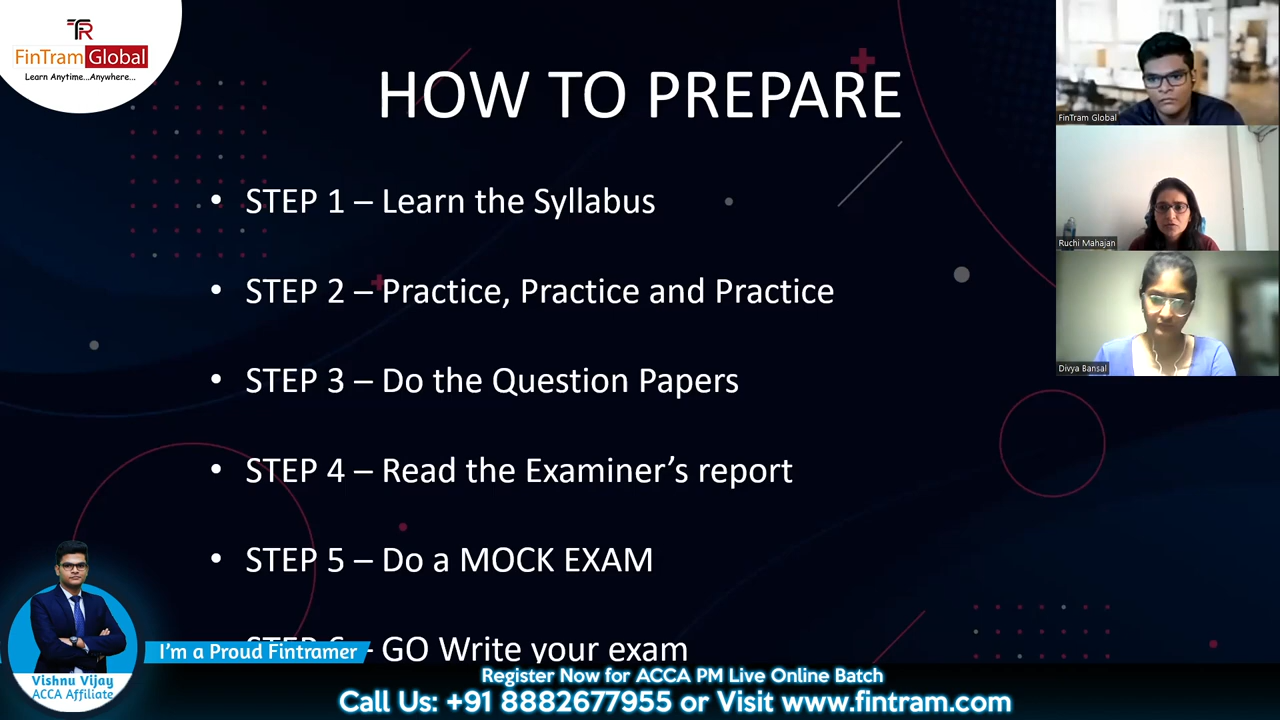 FinTram Global
Learn Anytime...Anywhere...
HOW TO PREPARE
• STEP 1 – Learn the Syllabus
• STEP 2 – Practice, Practice and Practice
• STEP 3 – Do the Question Papers
• STEP 4 – Read the Examiner's report
• STEP 5 – Do a MOCK EXAM
STEP 6 – GO Write your exam
FinTram Global
Ruchi Mahajan
Divya Bansal
I'm a Proud Fintramer
Vishnu Vijay
ACCA Affiliate
Register Now for ACCA PM Live Online Batch
Call Us: +91 8882677955 or Visit www.fintram.com